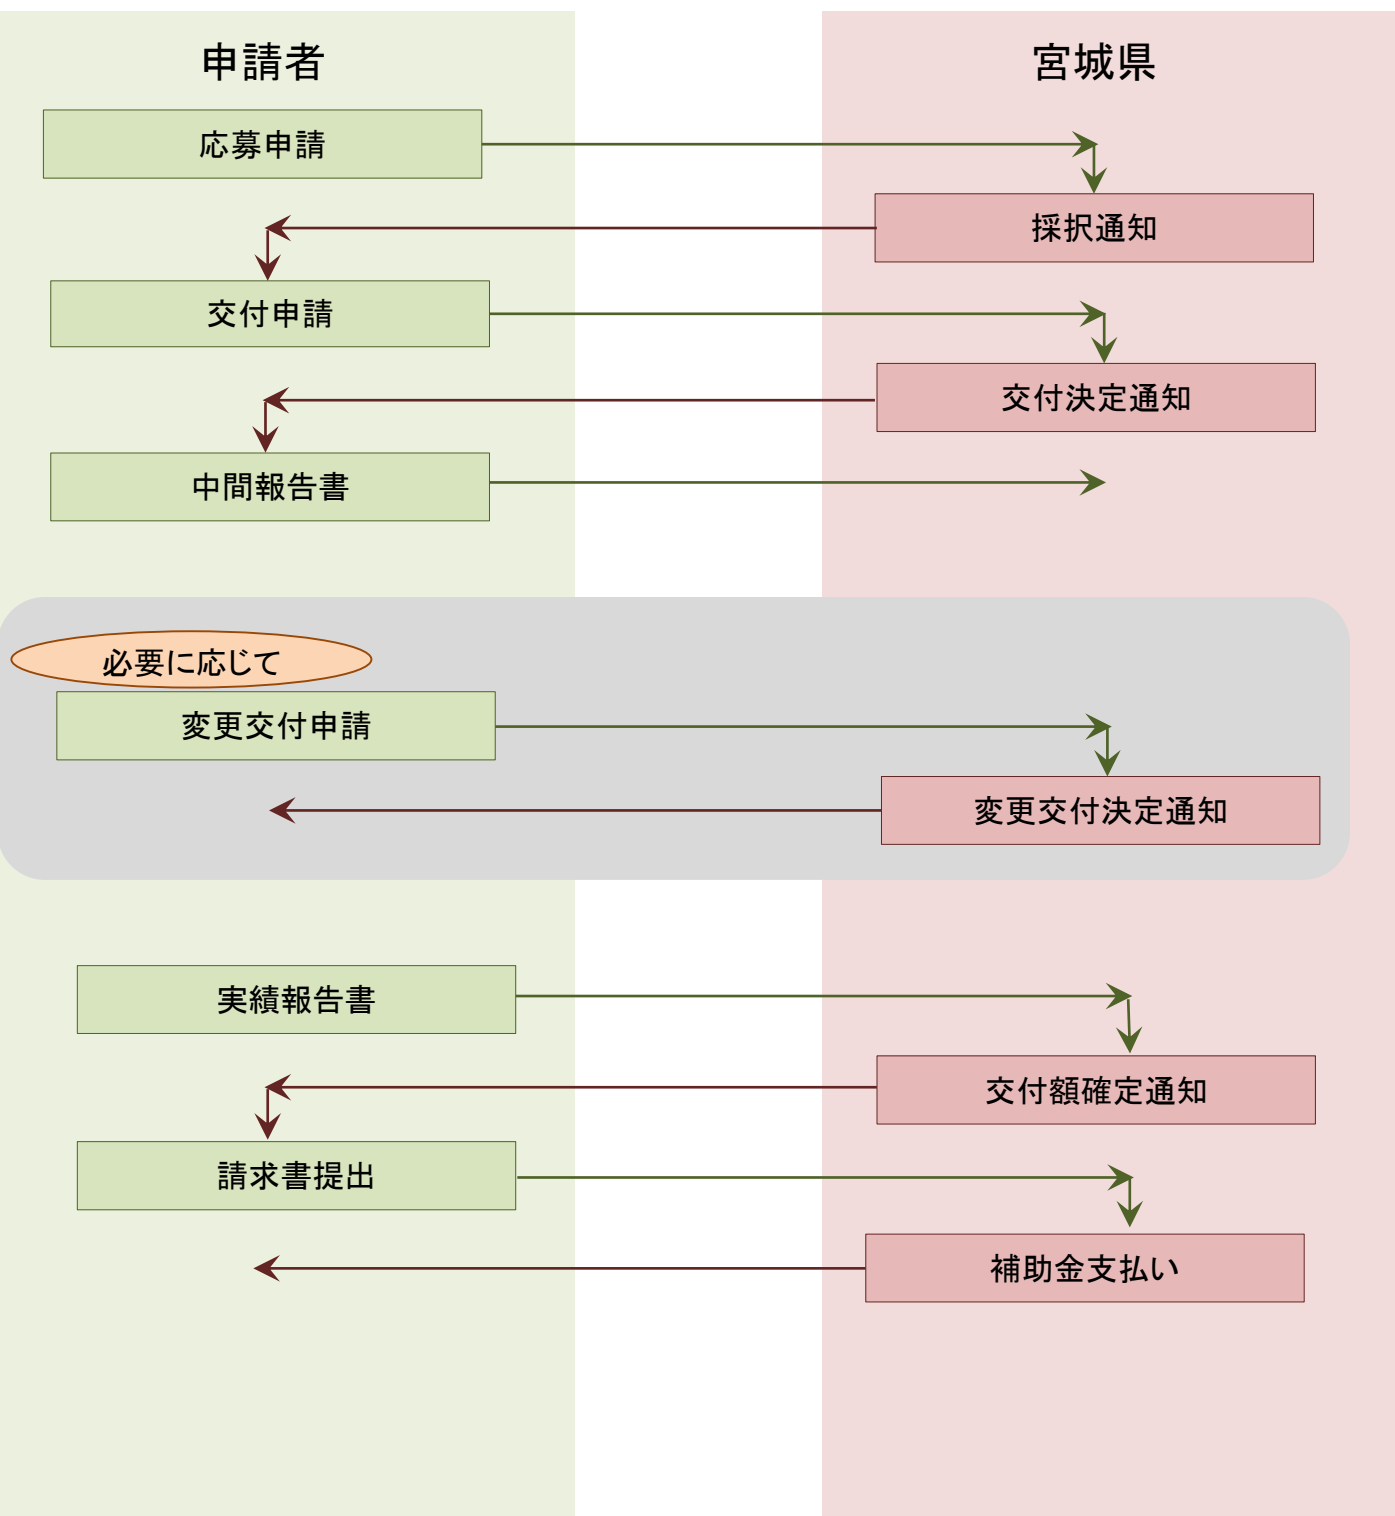 申請者
宮城県
応募申請
採択通知
交付申請
交付決定通知
中間報告書
必要に応じて
変更交付申請
変更交付決定通知
実績報告書
交付額確定通知
請求書提出
補助金支払い